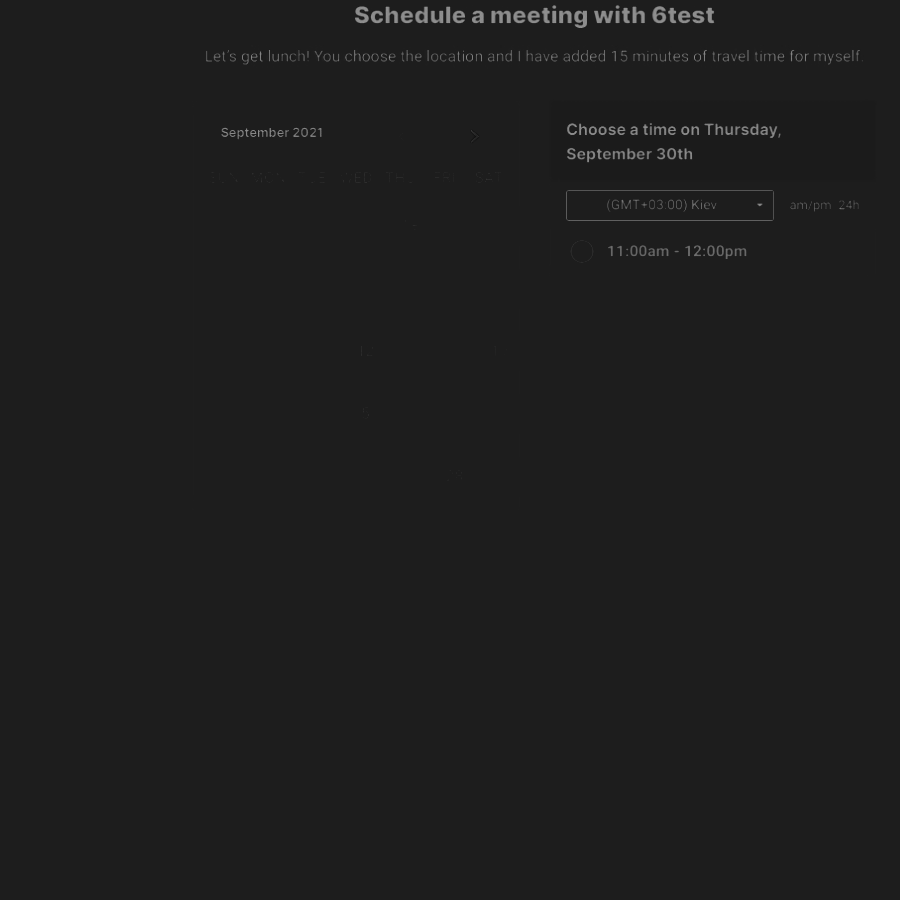 Schedule a meeting with 6test
Let's get lunch! You choose the location and I have added 15 minutes of travel time for myself.
September 2021
Choose a time on Thursday,
September 30th
(GMT+03:00) Kiev
am/pm 24h
11:00am - 12:00pm